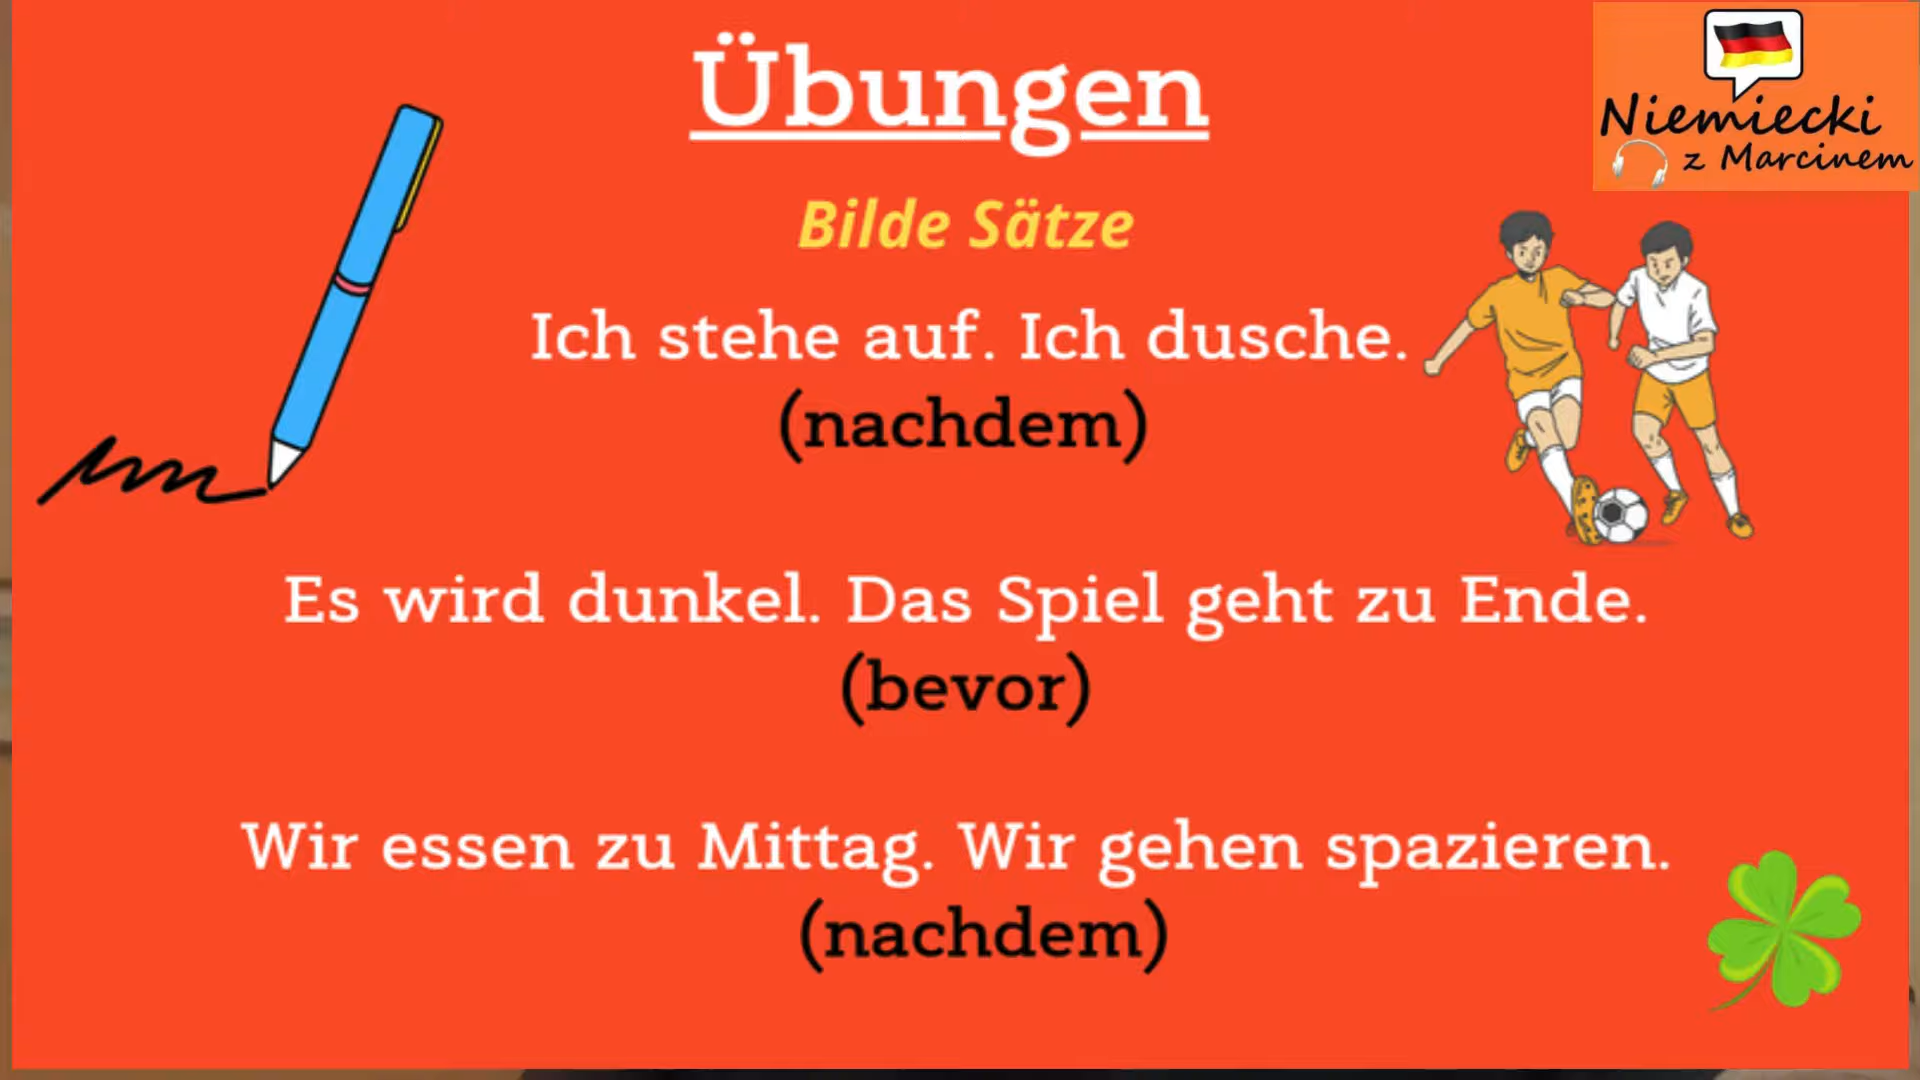 Übungen
Niemiecki
z Marcinem
Bilde Sätze
Ich stehe auf. Ich dusche.
(nachdem)
Es wird dunkel. Das Spiel geht zu Ende.
(bevor)
Wir essen zu Mittag. Wir gehen spazieren.
(nachdem)